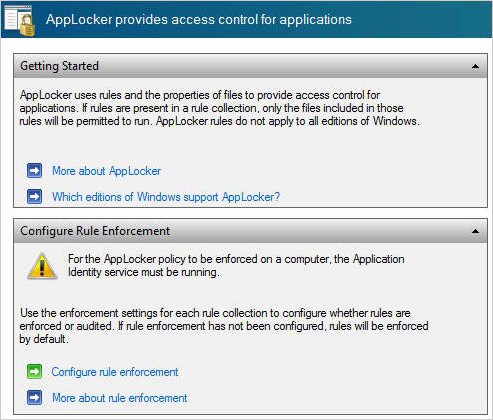 AppLocker provides access control for applications
Getting Started
AppLocker uses rules and the properties of files to provide access control for
applications. If rules are present in a rule collection, only the files included in those
rules will be permitted to run. AppLocker rules do not apply to all editions of Windows.
More about AppLocker
Which editions of Windows support AppLocker?
Configure Rule Enforcement
For the AppLocker policy to be enforced on a computer, the Application
Identity service must be running.
Use the enforcement settings for each rule collection to configure whether rules are
enforced or audited. If rule enforcement has not been configured, rules will be enforced
by default.
Configure rule enforcement
More about rule enforcement